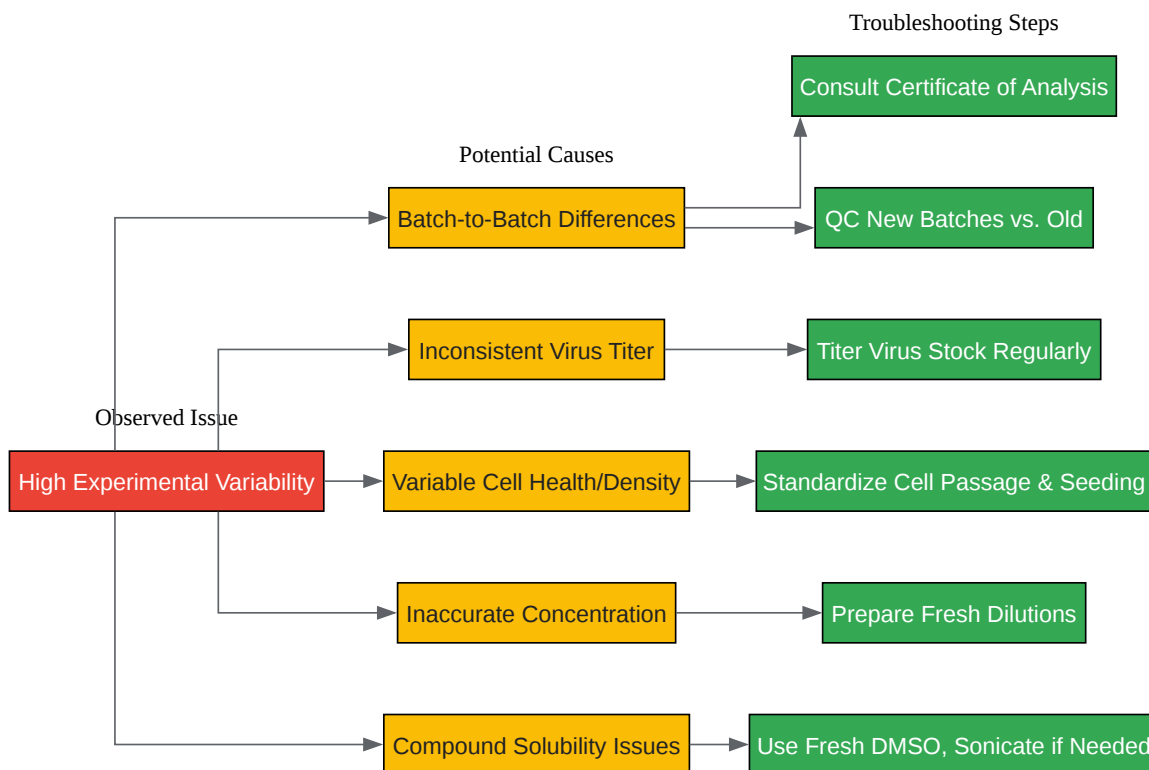 Troubleshooting Steps
Consult Certificate of Analysis
Potential Causes
Batch-to-Batch Differences
QC New Batches vs. Old
Inconsistent Virus Titer
Titer Virus Stock Regularly
Observed Issue
High Experimental Variability
Variable Cell Health/Density
Standardize Cell Passage & Seeding
Inaccurate Concentration
Prepare Fresh Dilutions
Compound Solubility Issues
Use Fresh DMSO, Sonicate if Needed